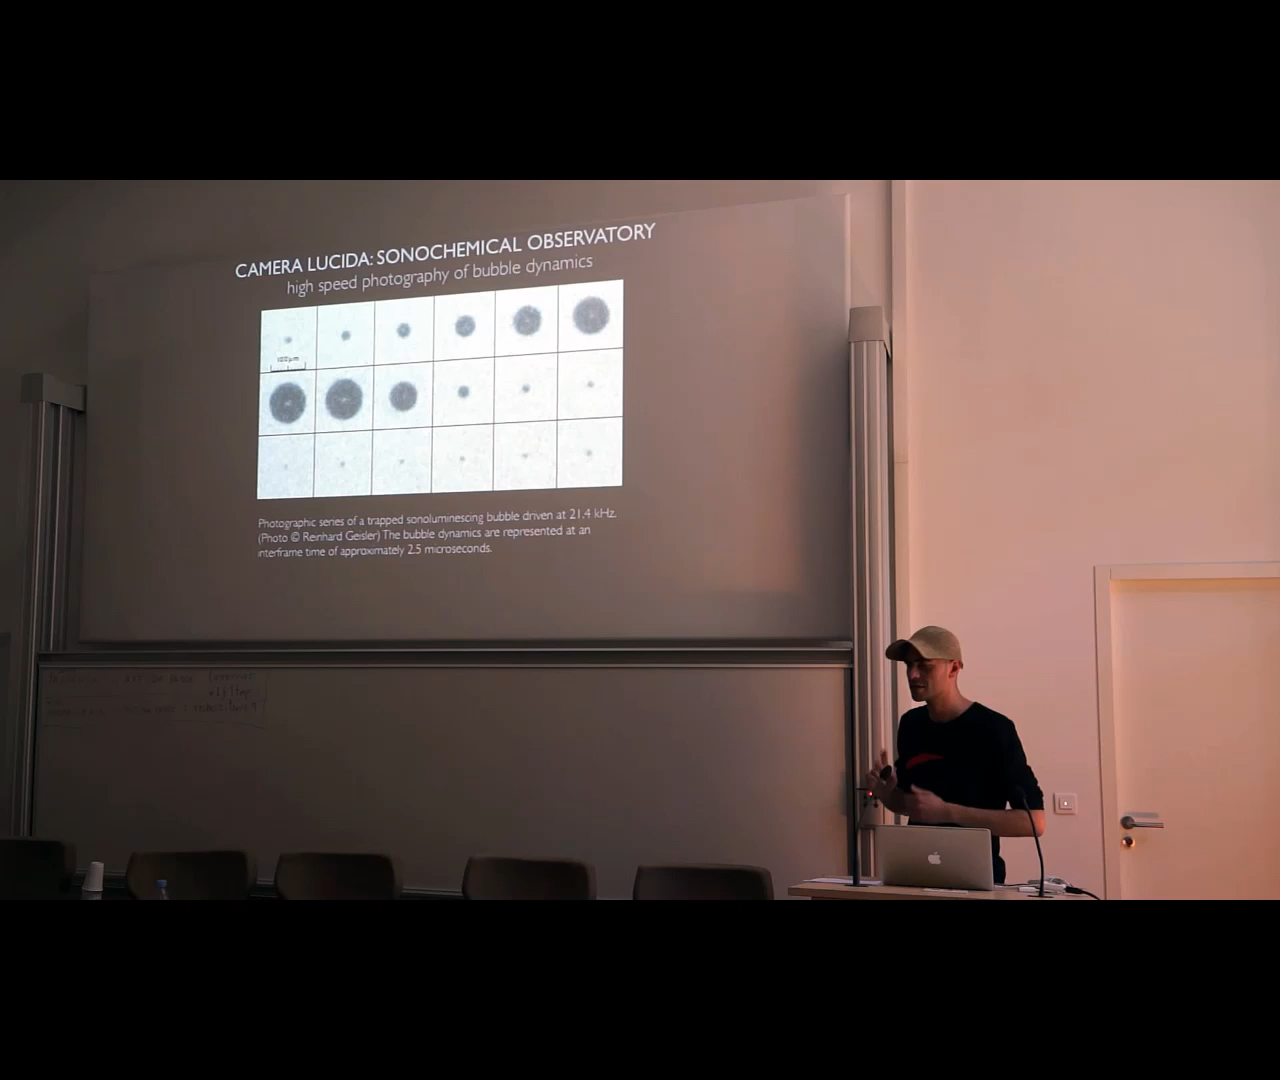 CAMERA LUCIDA: SONOCHEMICAL OBSERVATORY
high speed photography of bubble dynamics
100µm
Photographic series of a trapped sonoluminescing bubble driven at 21.4 kHz.
(Photo © Reinhard Geisler) The bubble dynamics are represented at an
interframe time of approximately 2.5 microseconds.